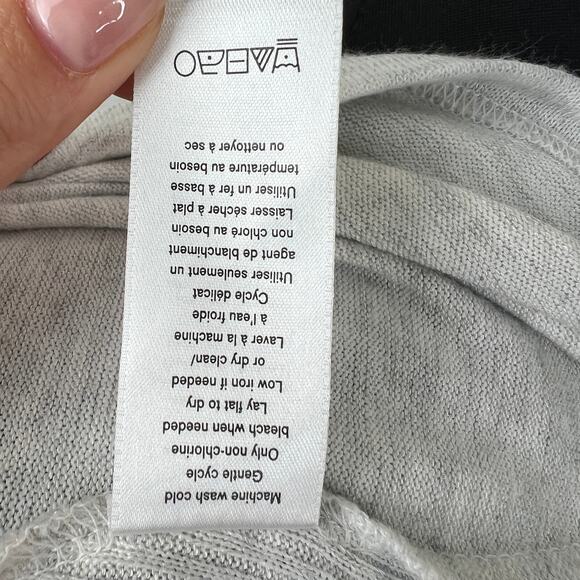 Machine wash cold
Gentle cycle
Only non-chlorine
bleach when needed
Lay flat to dry
Low iron if needed
or dry clean/
Laver à la machine
à l'eau froide
Cycle délicat
Utiliser seulement un
agent de blanchiment
non chloré au besoin
Laisser sécher à plat
Utiliser un fer à basse
température au besoin
ou nettoyer à sec